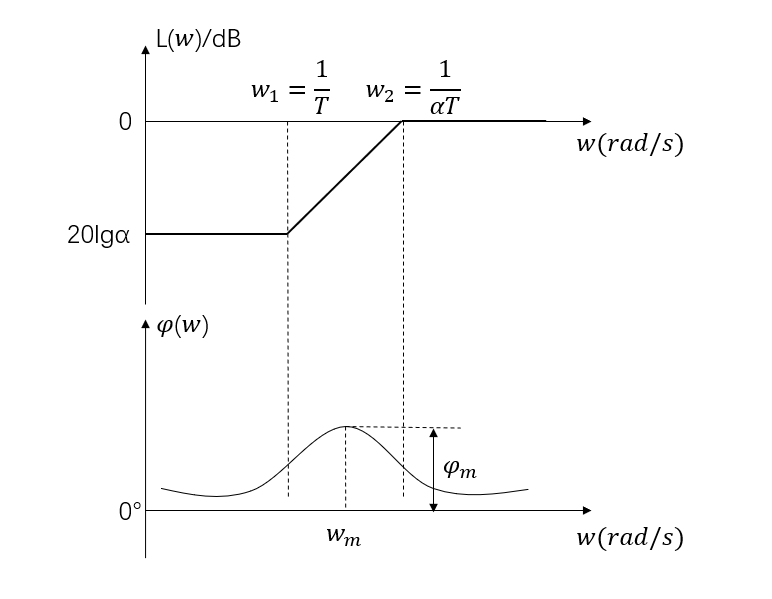 L(w)/dB
w₁ = 1/T
w₂ = 1/αT
0
w(rad/s)
20lgα
φ(w)
φₘ
0°
wₘ
w(rad/s)